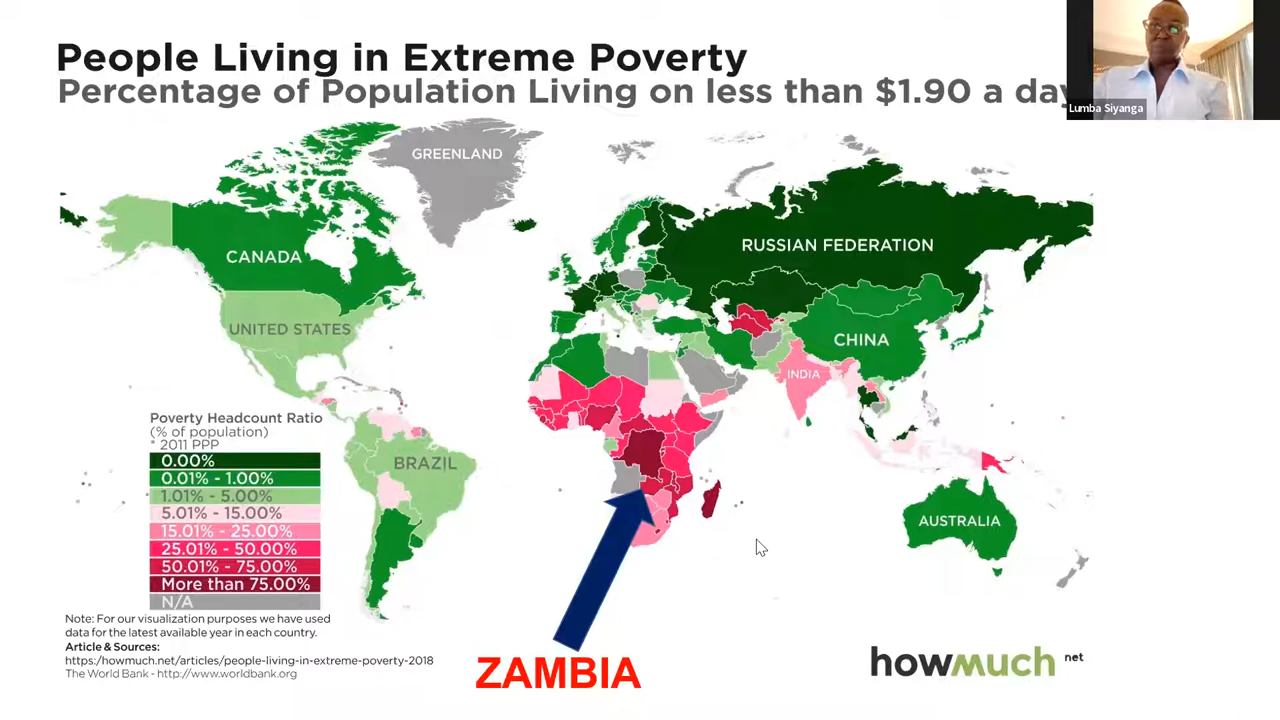 People Living in Extreme Poverty
Percentage of Population Living on less than $1.90 a day
Lumba Siyanga
GREENLAND
CANADA
RUSSIAN FEDERATION
UNITED STATES
CHINA
INDIA
BRAZIL
AUSTRALIA
Poverty Headcount Ratio
(% of population)
* 2011 PPP
0.00%
0.01% - 1.00%
1.01% - 5.00%
5.01% - 15.00%
15.01% - 25.00%
25.01% - 50.00%
50.01% - 75.00%
More than 75.00%
N/A
Note: For our visualization purposes we have used
data for the latest available year in each country.
Article & Sources:
https:/howmuch.net/articles/people-living-in-extreme-poverty-2018
The World Bank - http://www.worldbank.org
ZAMBIA
howmuch net